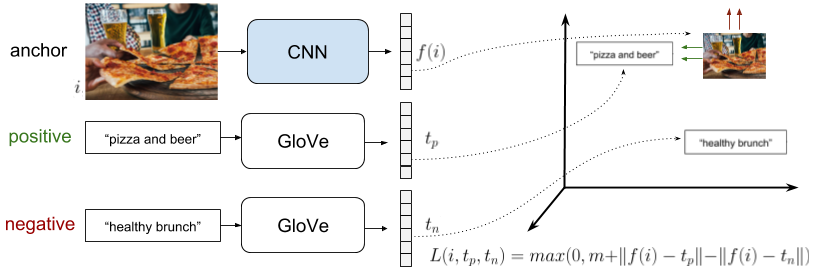 anchor
i
CNN
f(i)
positive
"pizza and beer"
GloVe
t_p
negative
"healthy brunch"
GloVe
t_n
"pizza and beer"
"healthy brunch"
L(i, t_p, t_n) = max(0, m+‖f(i) − t_p‖−‖f(i) − t_n‖)